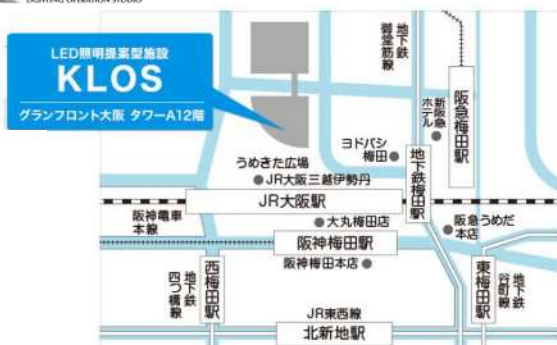 LIGHTING OPERATION STUDIO
LED照明提案型施設
KLOS
グランフロント大阪 タワーA12階
地下鉄
御堂筋線
新阪急
ホテル
阪急梅田駅
ヨドバシ
梅田
地下鉄梅田駅
うめきた広場
JR大阪三越伊勢丹
JR大阪駅
阪神電車
本線
大丸梅田店
阪急うめだ
本店
阪神梅田駅
阪神梅田本店
地下鉄
四つ橋線
西梅田駅
東梅田駅
地下鉄
谷町線
JR東西線
北新地駅